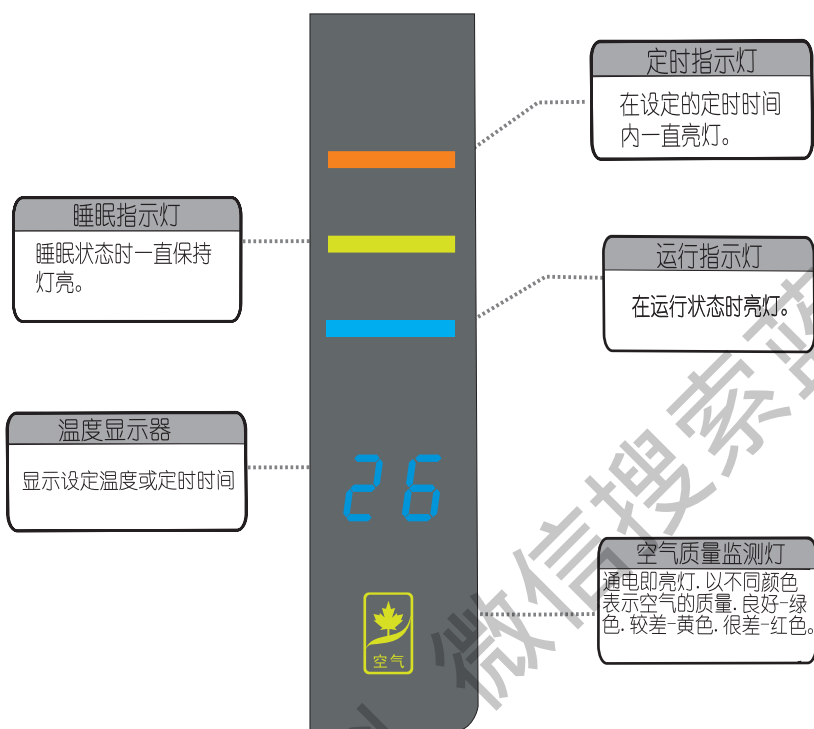 定时指示灯
在设定的定时时间
内一直亮灯。
睡眠指示灯
睡眠状态时一直保持
灯亮。
运行指示灯
在运行状态时亮灯。
温度显示器
显示设定温度或定时时间
26
空气质量监测灯
通电即亮灯.以不同颜色
表示空气的质量.良好-绿
色.较差-黄色.很差-红色。
空气
微信搜索蓝